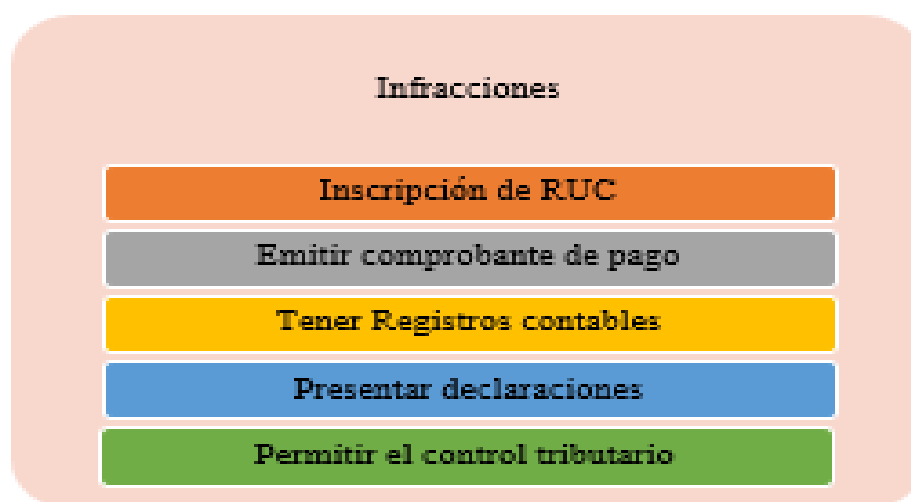 Infracciones
Inscripción de RUC
Emitir comprobante de pago
Tener Registros contables
Presentar declaraciones
Permitir el control tributario